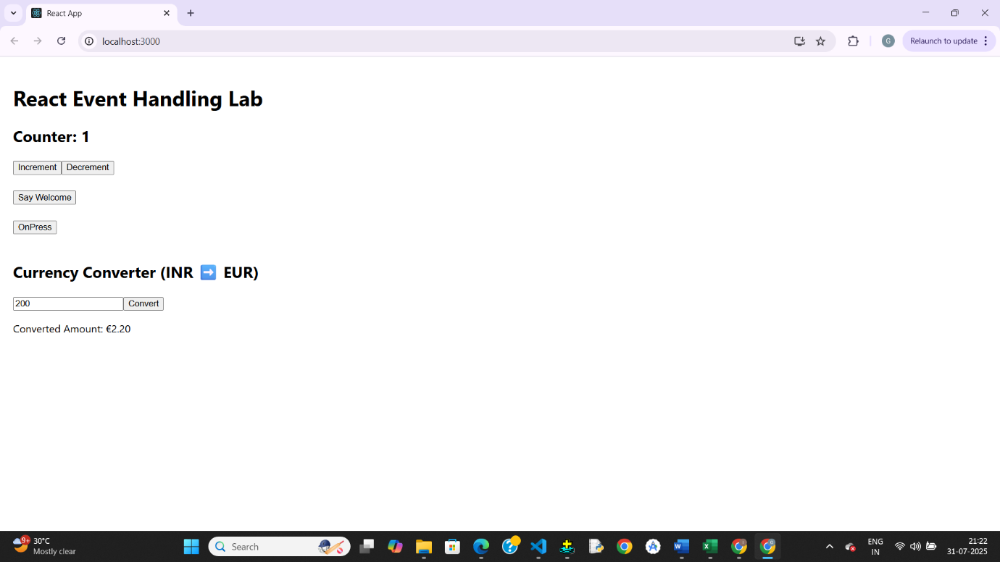 React App
localhost:3000
G
Relaunch to update
React Event Handling Lab
Counter: 1
Increment Decrement
Say Welcome
OnPress
Currency Converter (INR ➡️ EUR)
200 Convert
Converted Amount: €2.20
9+ 30°C
Mostly clear
Search
ENG
IN
21:22
31-07-2025